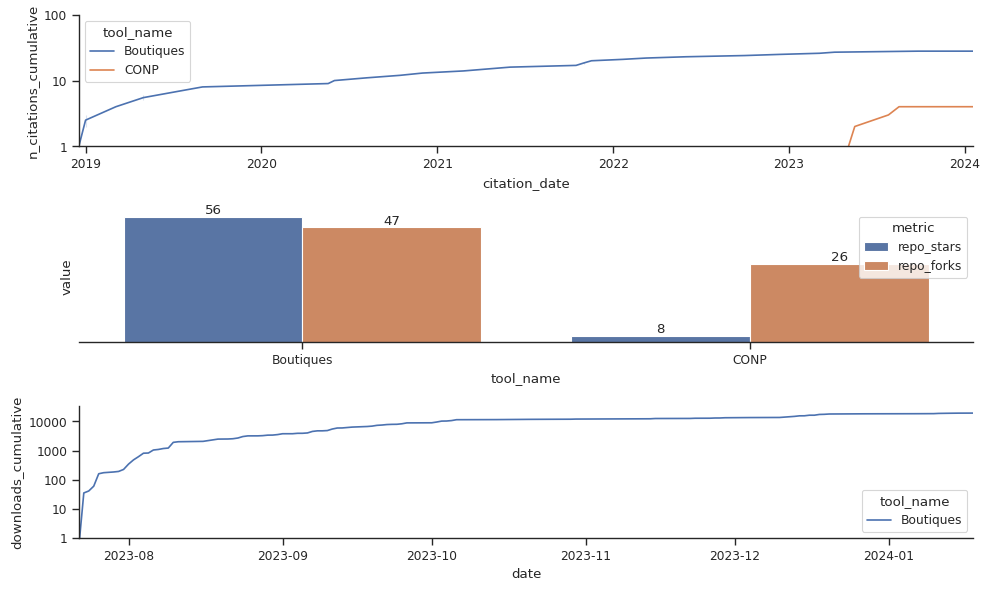 n_citations_cumulative
100
10
1
tool_name
Boutiques
CONP
2019 2020 2021 2022 2023 2024
citation_date
value
56 47 8 26
metric
repo_stars
repo_forks
Boutiques CONP
tool_name
downloads_cumulative
10000
1000
100
10
1
tool_name
Boutiques
2023-08 2023-09 2023-10 2023-11 2023-12 2024-01
date